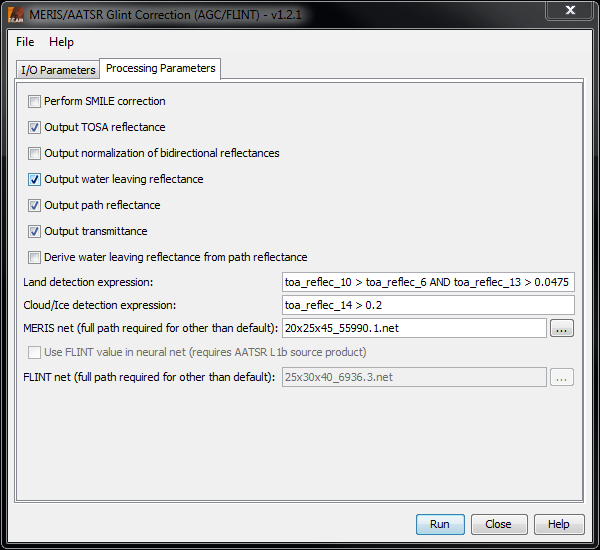 BEAM
MERIS/AATSR Glint Correction (AGC/FLINT) - v1.2.1
File Help
I/O Parameters Processing Parameters
Perform SMILE correction
Output TOSA reflectance
Output normalization of bidirectional reflectances
Output water leaving reflectance
Output path reflectance
Output transmittance
Derive water leaving reflectance from path reflectance
Land detection expression: toa_reflec_10 > toa_reflec_6 AND toa_reflec_13 > 0.0475
Cloud/Ice detection expression: toa_reflec_14 > 0.2
MERIS net (full path required for other than default): 20x25x45_55990.1.net ...
Use FLINT value in neural net (requires AATSR L1b source product)
FLINT net (full path required for other than default): 25x30x40_6936.3.net ...
Run Close Help